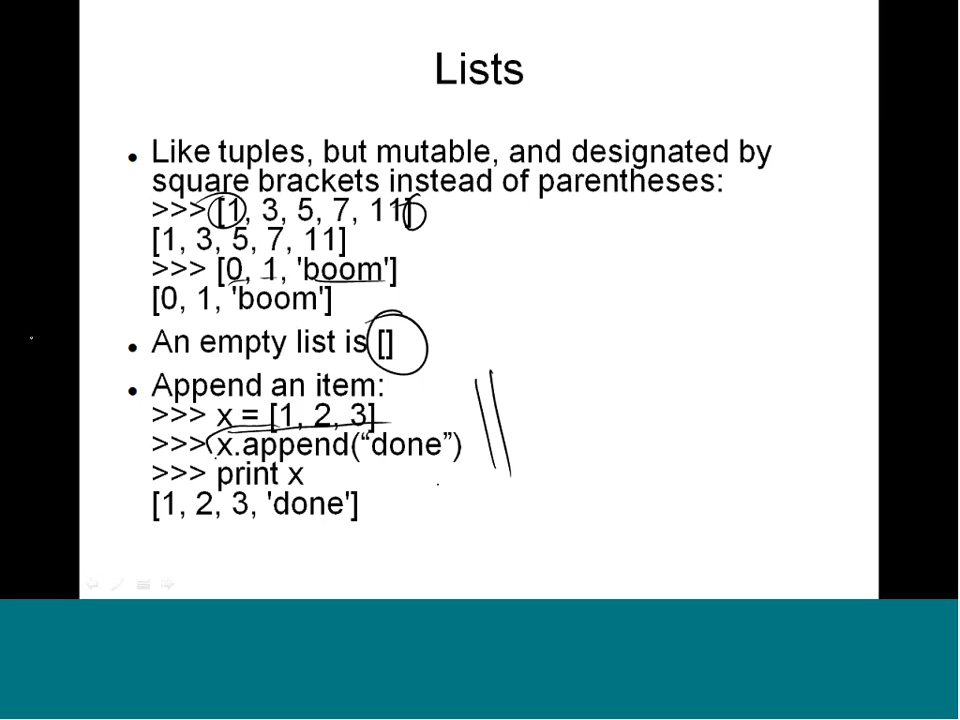 Lists
Like tuples, but mutable, and designated by
square brackets instead of parentheses:
>>> [1, 3, 5, 7, 11]
[1, 3, 5, 7, 11]
>>> [0, 1, 'boom']
[0, 1, 'boom']
An empty list is []
Append an item:
>>> x = [1, 2, 3]
>>> x.append(“done”)
>>> print x
[1, 2, 3, 'done']